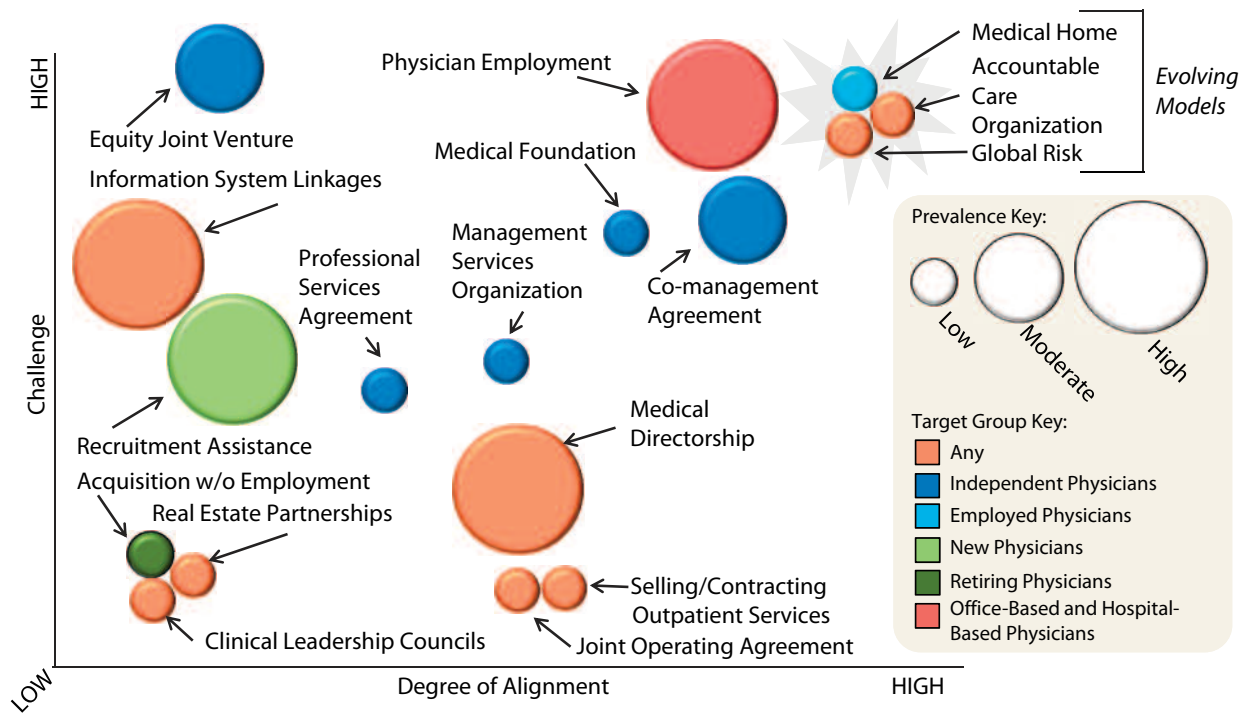 HIGH
Challenge
LOW
Degree of Alignment
HIGH
Equity Joint Venture
Information System Linkages
Physician Employment
Medical Foundation
Medical Home
Accountable
Care
Organization
Global Risk
Evolving
Models
Professional
Services
Agreement
Management
Services
Organization
Co-management
Agreement
Recruitment Assistance
Acquisition w/o Employment
Real Estate Partnerships
Clinical Leadership Councils
Medical
Directorship
Selling/Contracting
Outpatient Services
Joint Operating Agreement
Prevalence Key:
Low
Moderate
High
Target Group Key:
Any
Independent Physicians
Employed Physicians
New Physicians
Retiring Physicians
Office-Based and Hospital-
Based Physicians